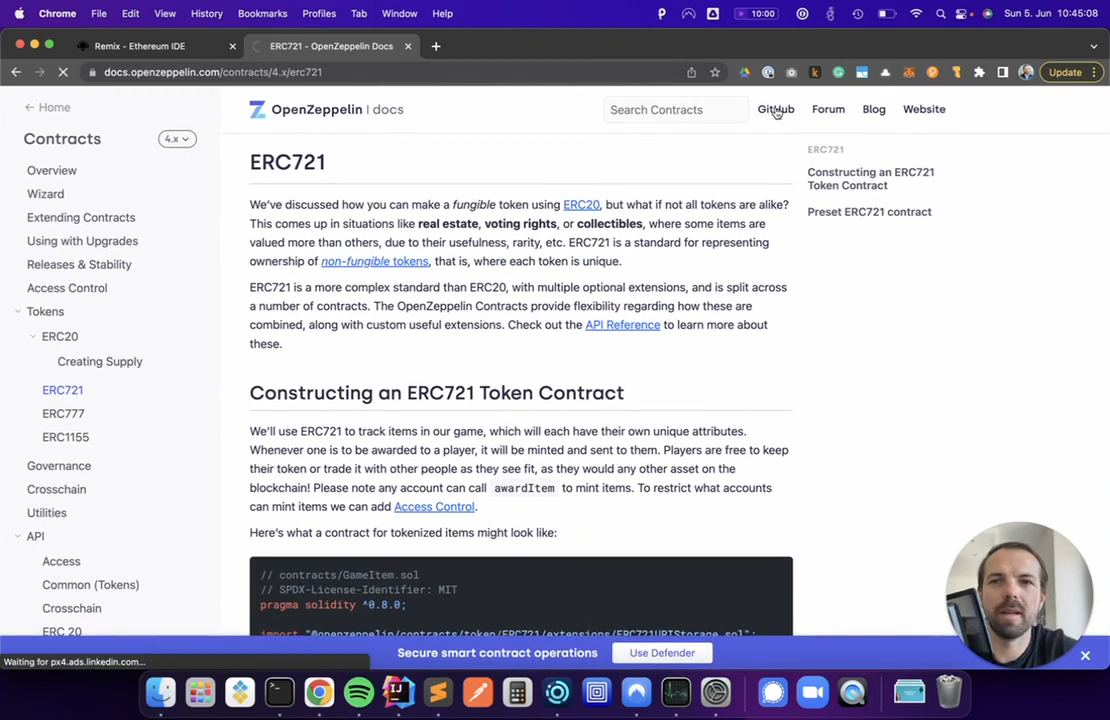 Chrome File Edit View History Bookmarks Profiles Tab Window Help 10:00 Sun 5. Jun 10:45:08
Remix - Ethereum IDE
ERC721 - OpenZeppelin Docs
docs.openzeppelin.com/contracts/4.x/erc721
Update
Home
OpenZeppelin | docs
Search Contracts
GitHub
Forum
Blog
Website
Contracts
4.x
Overview
Wizard
Extending Contracts
Using with Upgrades
Releases & Stability
Access Control
Tokens
ERC20
Creating Supply
ERC721
ERC777
ERC1155
Governance
Crosschain
Utilities
API
Access
Common (Tokens)
Crosschain
ERC 20
ERC721
We've discussed how you can make a fungible token using ERC20, but what if not all tokens are alike?
This comes up in situations like real estate, voting rights, or collectibles, where some items are
valued more than others, due to their usefulness, rarity, etc. ERC721 is a standard for representing
ownership of non-fungible tokens, that is, where each token is unique.
ERC721 is a more complex standard than ERC20, with multiple optional extensions, and is split across
a number of contracts. The OpenZeppelin Contracts provide flexibility regarding how these are
combined, along with custom useful extensions. Check out the API Reference to learn more about
these.
Constructing an ERC721 Token Contract
We'll use ERC721 to track items in our game, which will each have their own unique attributes.
Whenever one is to be awarded to a player, it will be minted and sent to them. Players are free to keep
their token or trade it with other people as they see fit, as they would any other asset on the
blockchain! Please note any account can call awardItem to mint items. To restrict what accounts
can mint items we can add Access Control.
Here's what a contract for tokenized items might look like:
// contracts/GameItem.sol
// SPDX-License-Identifier: MIT
pragma solidity ^0.8.0;
import "@openzeppelin/contracts/token/ERC721/extensions/ERC721URIStorage.sol";
ERC721
Constructing an ERC721
Token Contract
Preset ERC721 contract
Secure smart contract operations
Use Defender
Waiting for px4.ads.linkedin.com...